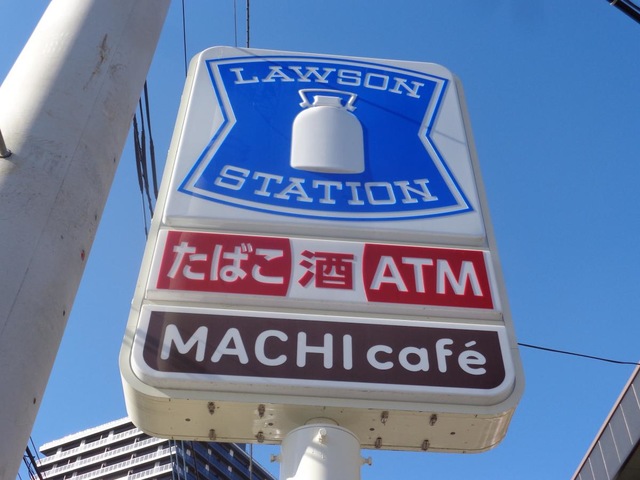 LAWSON
STATION
たばこ 酒 ATM
MACHI café